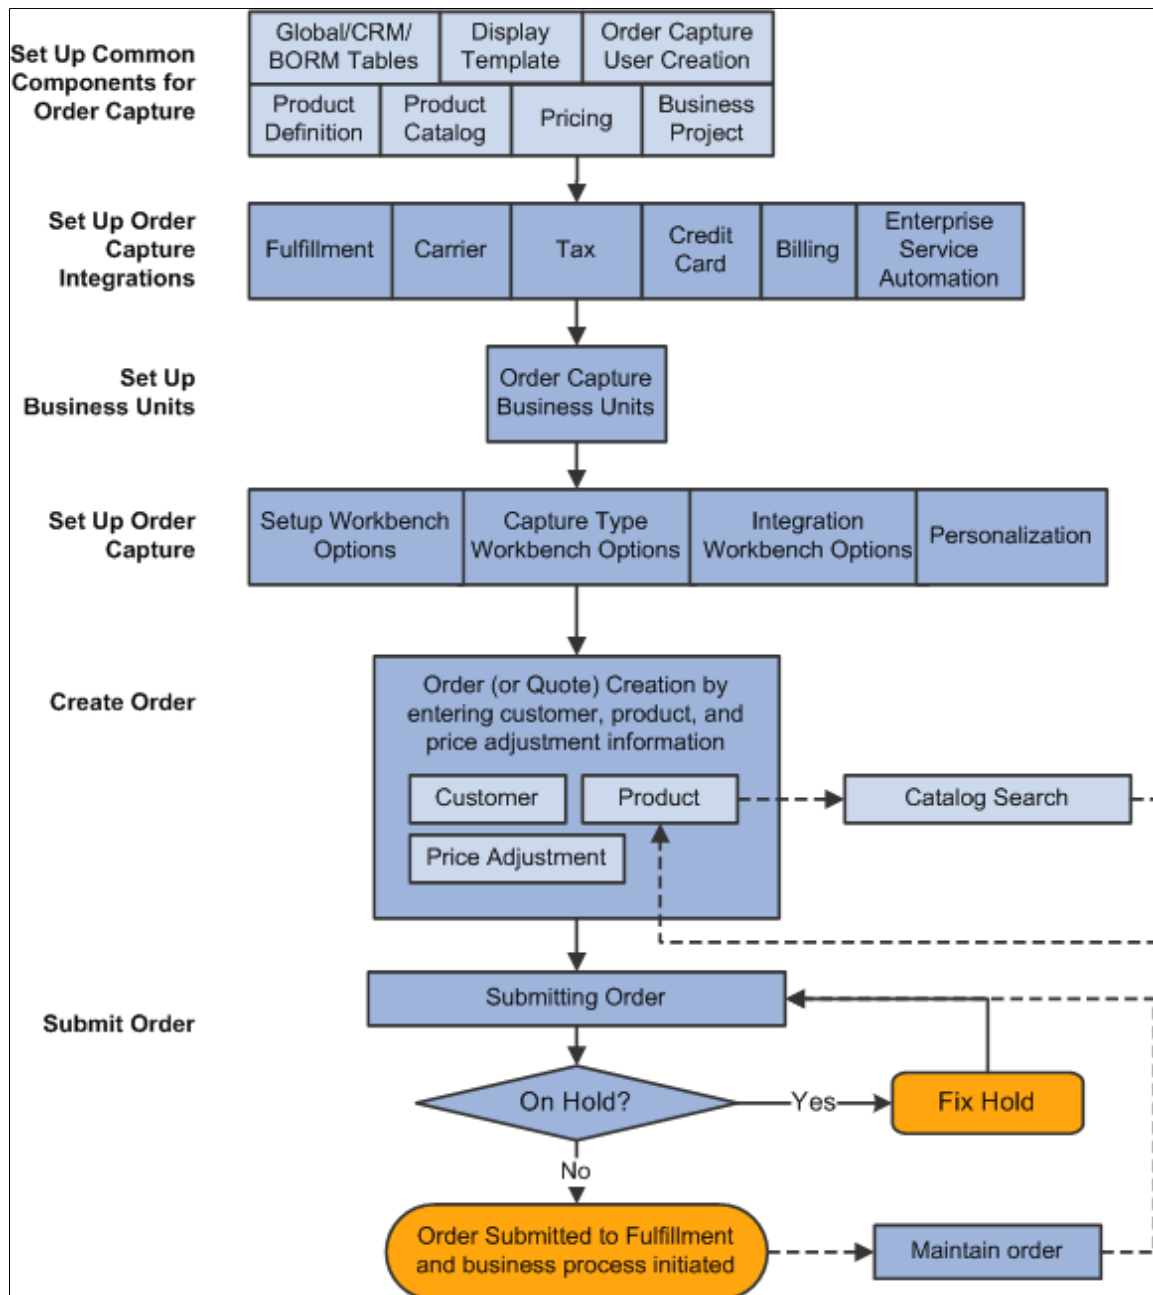 Set Up Common
Components for
Order Capture
Global/CRM/
BORM Tables
Display
Template
Order Capture
User Creation
Product
Definition
Product
Catalog
Pricing
Business
Project
Set Up Order
Capture
Integrations
Fulfillment
Carrier
Tax
Credit
Card
Billing
Enterprise
Service
Automation
Set Up
Business Units
Order Capture
Business Units
Set Up Order
Capture
Setup Workbench
Options
Capture Type
Workbench Options
Integration
Workbench Options
Personalization
Create Order
Order (or Quote) Creation by
entering customer, product, and
price adjustment information
Customer
Product
Catalog Search
Price Adjustment
Submit Order
Submitting Order
On Hold?
Yes
Fix Hold
No
Order Submitted to Fulfillment
and business process initiated
Maintain order